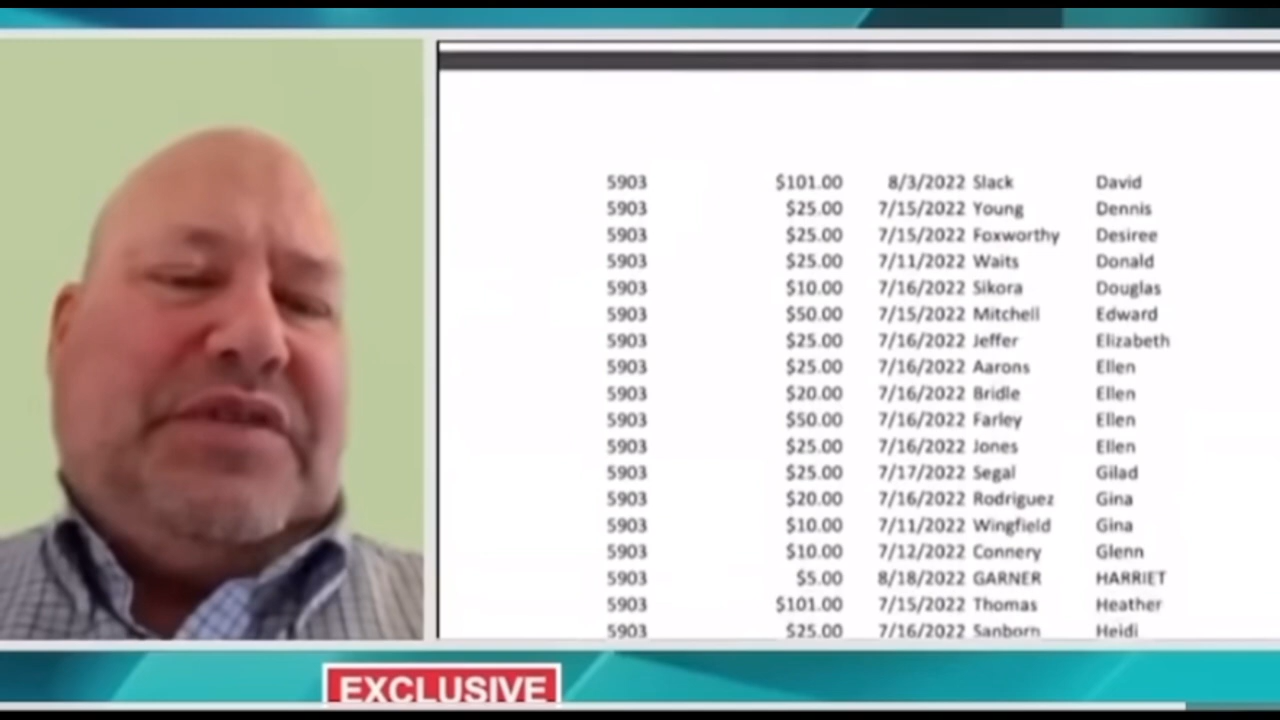 5903 $101.00 8/3/2022 Slack David
5903 $25.00 7/15/2022 Young Dennis
5903 $25.00 7/15/2022 Foxworthy Desiree
5903 $25.00 7/11/2022 Waits Donald
5903 $10.00 7/16/2022 Sikora Douglas
5903 $50.00 7/15/2022 Mitchell Edward
5903 $25.00 7/16/2022 Jeffer Elizabeth
5903 $25.00 7/16/2022 Aarons Ellen
5903 $20.00 7/16/2022 Bridle Ellen
5903 $50.00 7/16/2022 Farley Ellen
5903 $25.00 7/16/2022 Jones Ellen
5903 $25.00 7/17/2022 Segal Gilad
5903 $20.00 7/16/2022 Rodriguez Gina
5903 $10.00 7/11/2022 Wingfield Gina
5903 $10.00 7/12/2022 Connery Glenn
5903 $5.00 8/18/2022 GARNER HARRIET
5903 $101.00 7/15/2022 Thomas Heather
5903 $25.00 7/16/2022 Sanborn Heidi
EXCLUSIVE